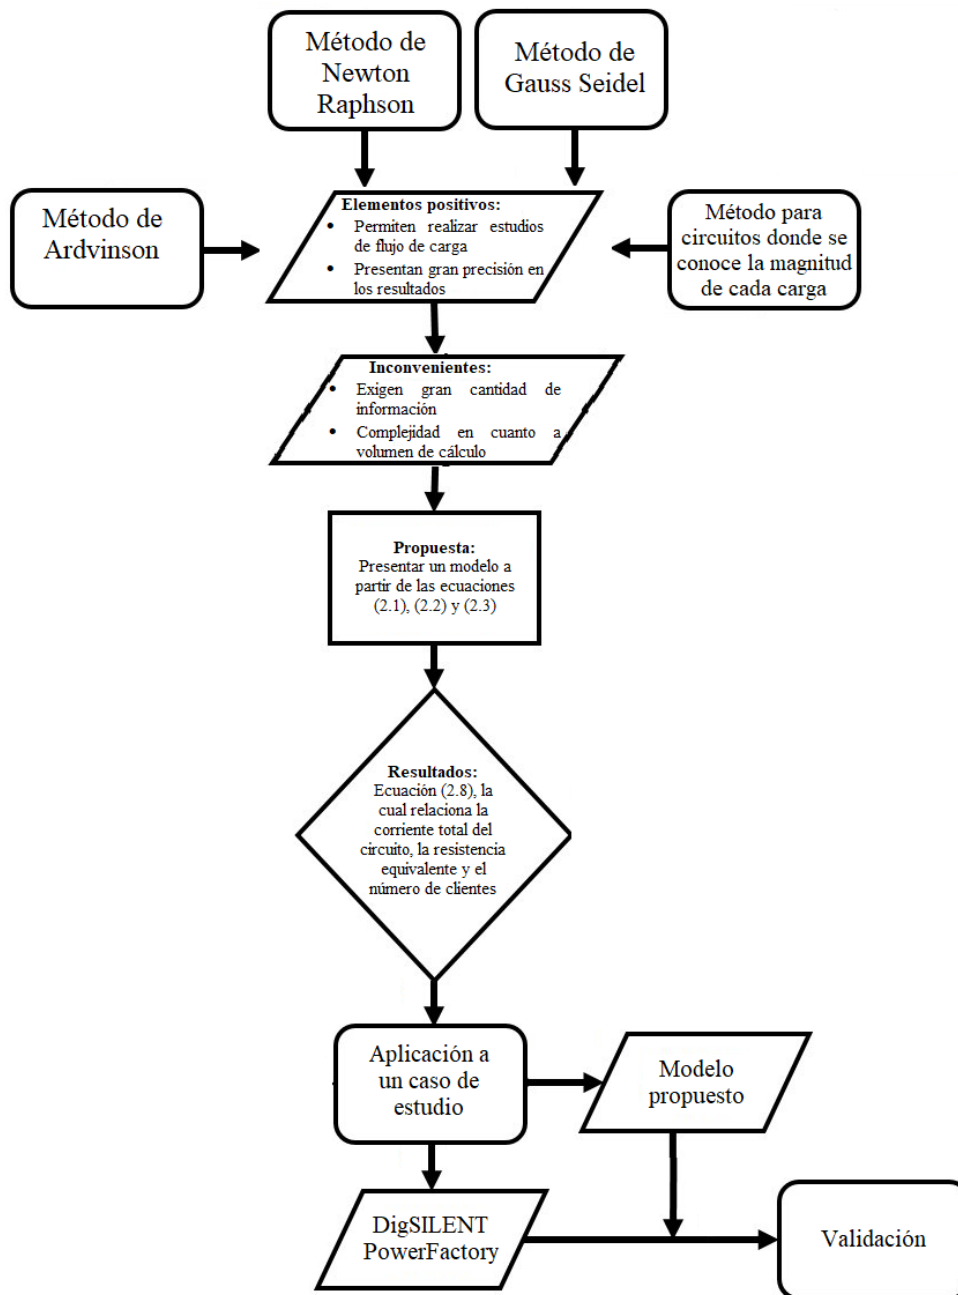 Método de
Newton
Raphson
Método de
Gauss Seidel
Método de
Ardvinson
Elementos positivos:
• Permiten realizar estudios
de flujo de carga
• Presentan gran precisión en
los resultados
Método para
circuitos donde se
conoce la magnitud
de cada carga
Inconvenientes:
• Exigen gran cantidad de
información
• Complejidad en cuanto a
volumen de cálculo
Propuesta:
Presentar un modelo a
partir de las ecuaciones
(2.1), (2.2) y (2.3)
Resultados:
Ecuación (2.8), la
cual relaciona la
corriente total del
circuito, la resistencia
equivalente y el
número de clientes
Aplicación a
un caso de
estudio
Modelo
propuesto
DigSILENT
PowerFactory
Validación